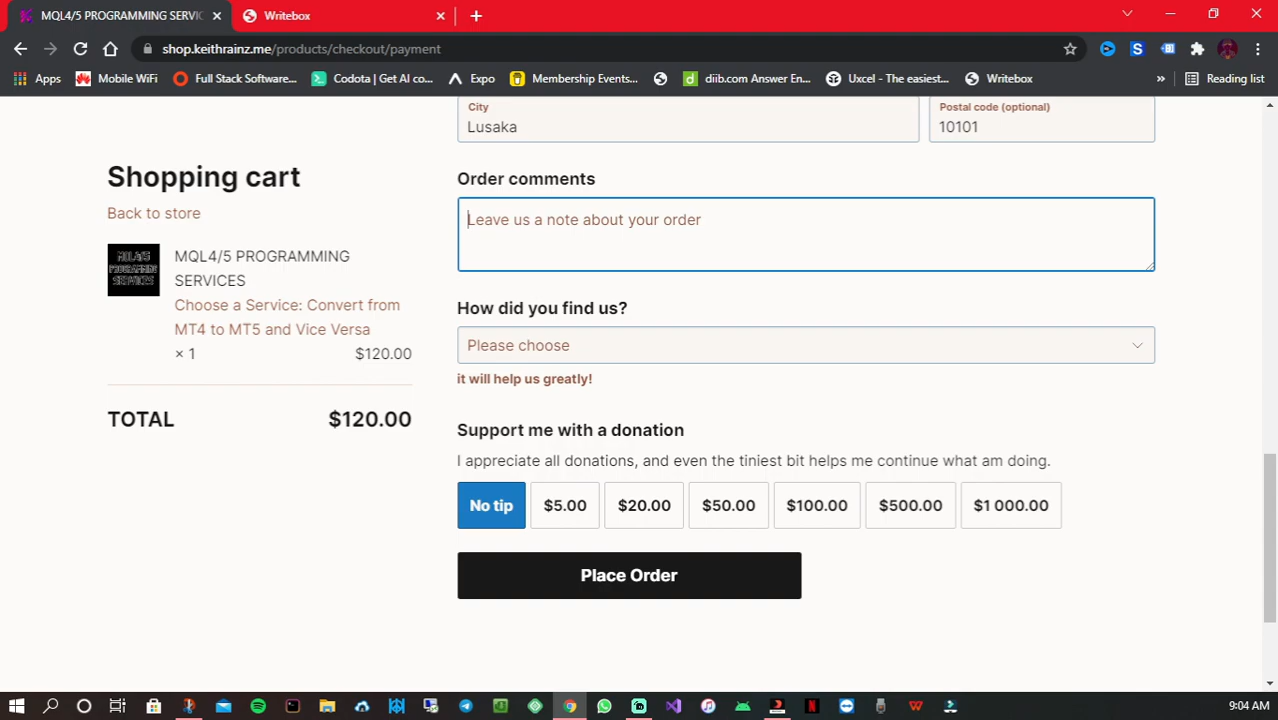 MQL4/5 PROGRAMMING SERVIC
Writebox
shop.keithrainz.me/products/checkout/payment
Apps
Mobile WiFi
Full Stack Software...
Codota | Get AI co...
Expo
Membership Events...
diib.com Answer En...
Uxcel - The easiest...
Writebox
»
Reading list
City
Lusaka
Postal code (optional)
10101
Shopping cart
Back to store
MQL4/5
PROGRAMMING
SERVICES
MQL4/5 PROGRAMMING
SERVICES
Choose a Service: Convert from
MT4 to MT5 and Vice Versa
× 1 $120.00
TOTAL $120.00
Order comments
Leave us a note about your order
How did you find us?
Please choose
it will help us greatly!
Support me with a donation
I appreciate all donations, and even the tiniest bit helps me continue what am doing.
No tip $5.00 $20.00 $50.00 $100.00 $500.00 $1 000.00
Place Order
9:04 AM